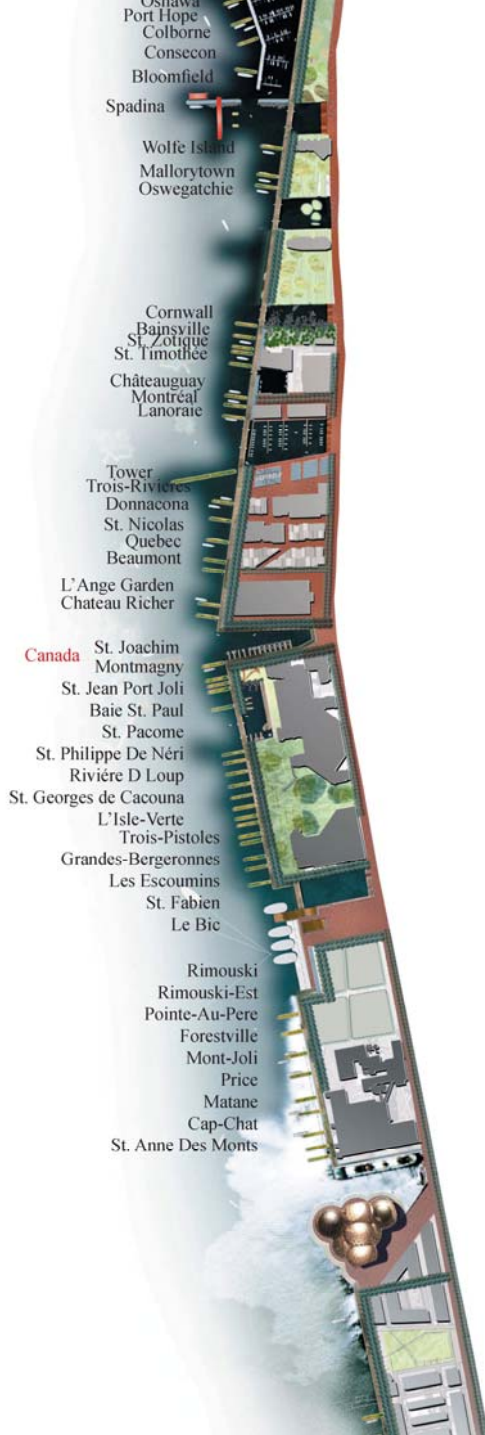 Oshawa
Port Hope
Colborne
Consecon
Bloomfield
Spadina
Wolfe Island
Mallorytown
Oswegatchie
Cornwall
Bainsville
St. Zotique
St. Timothée
Châteauguay
Montréal
Lanoraie
Tower
Trois-Rivières
Donnacona
St. Nicolas
Quebec
Beaumont
L'Ange Garden
Chateau Richer
Canada
St. Joachim
Montmagny
St. Jean Port Joli
Baie St. Paul
St. Pacome
St. Philippe De Néri
Riviére D Loup
St. Georges de Cacouna
L'Isle-Verte
Trois-Pistoles
Grandes-Bergeronnes
Les Escoumins
St. Fabien
Le Bic
Rimouski
Rimouski-Est
Pointe-Au-Pere
Forestville
Mont-Joli
Price
Matane
Cap-Chat
St. Anne Des Monts